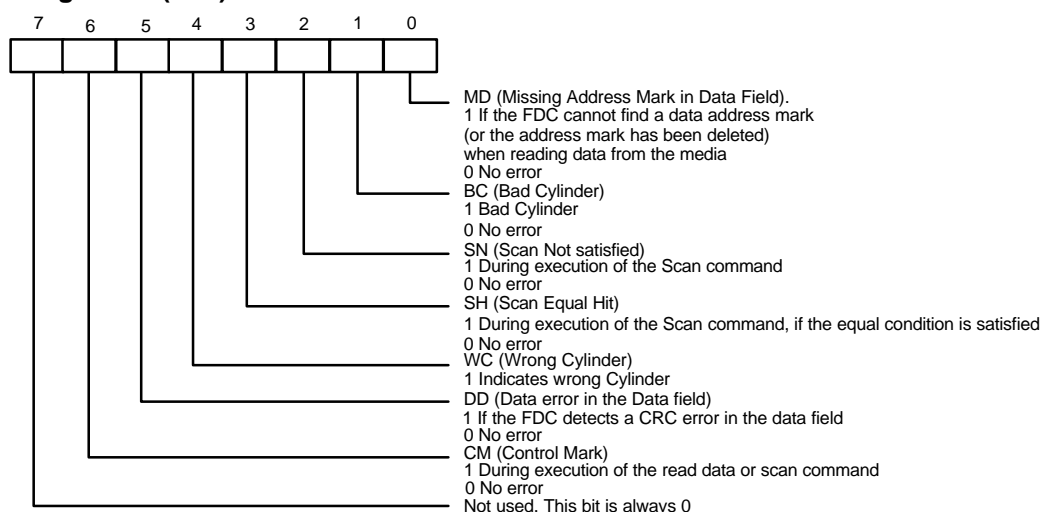 7 6 5 4 3 2 1 0
MD (Missing Address Mark in Data Field).
1 If the FDC cannot find a data address mark
(or the address mark has been deleted)
when reading data from the media
0 No error
BC (Bad Cylinder)
1 Bad Cylinder
0 No error
SN (Scan Not satisfied)
1 During execution of the Scan command
0 No error
SH (Scan Equal Hit)
1 During execution of the Scan command, if the equal condition is satisfied
0 No error
WC (Wrong Cylinder)
1 Indicates wrong Cylinder
DD (Data error in the Data field)
1 If the FDC detects a CRC error in the data field
0 No error
CM (Control Mark)
1 During execution of the read data or scan command
0 No error
Not used. This bit is always 0